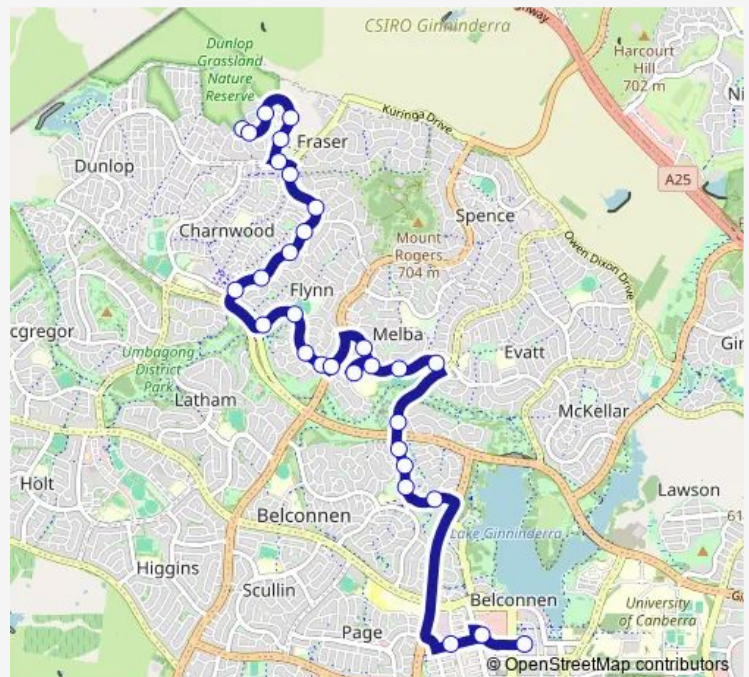 CSIRO Ginninderra
Harcourt
Hill
702 m
Dunlop
Grassland
Nature
Reserve
Kuringa Drive
Fraser
Dunlop
A25
Spence
Charnwood
Mount
Rogers
704 m
Owen Dixon Drive
Flynn
Melba
Evatt
Umbagong
District
Park
Latham
McKellar
Holt
Lawson
Belconnen
Lake Ginninderra
Higgins
Scullin
Belconnen
University
of Canberra
Page
© OpenStreetMap contributors